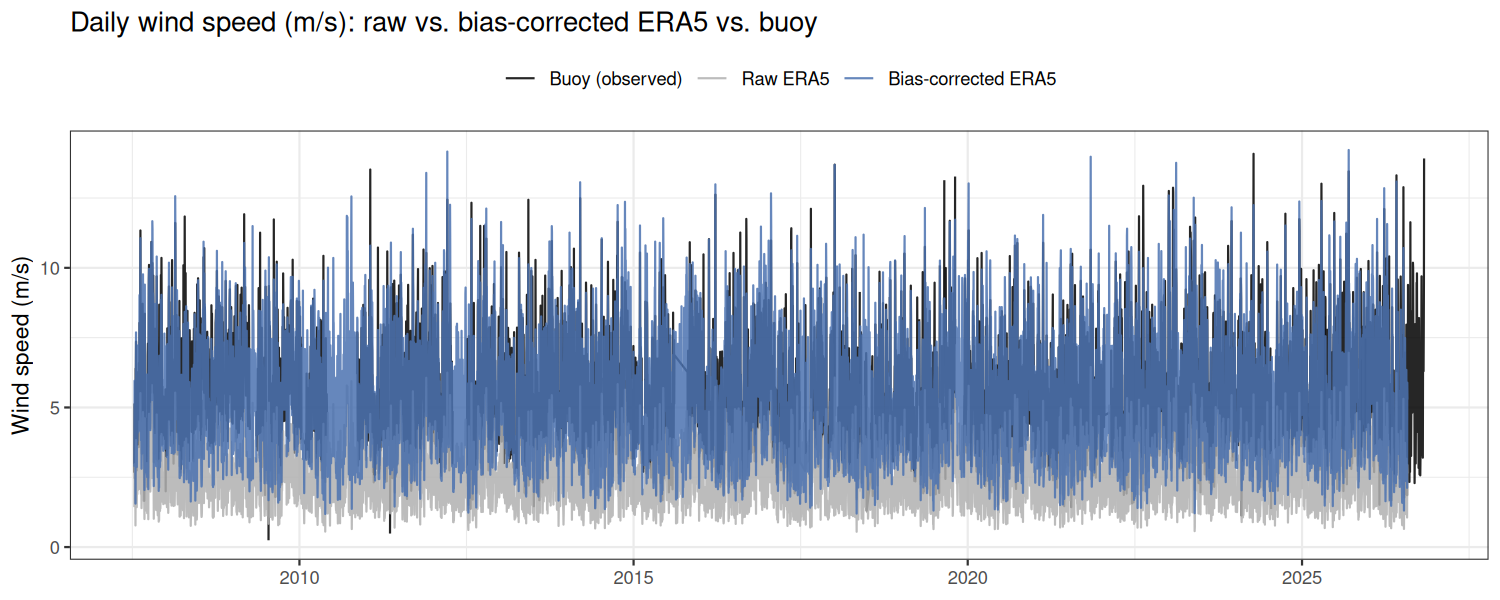 Daily wind speed (m/s): raw vs. bias-corrected ERA5 vs. buoy
Buoy (observed) Raw ERA5 Bias-corrected ERA5
Wind speed (m/s)
10
5
0
2010 2015 2020 2025